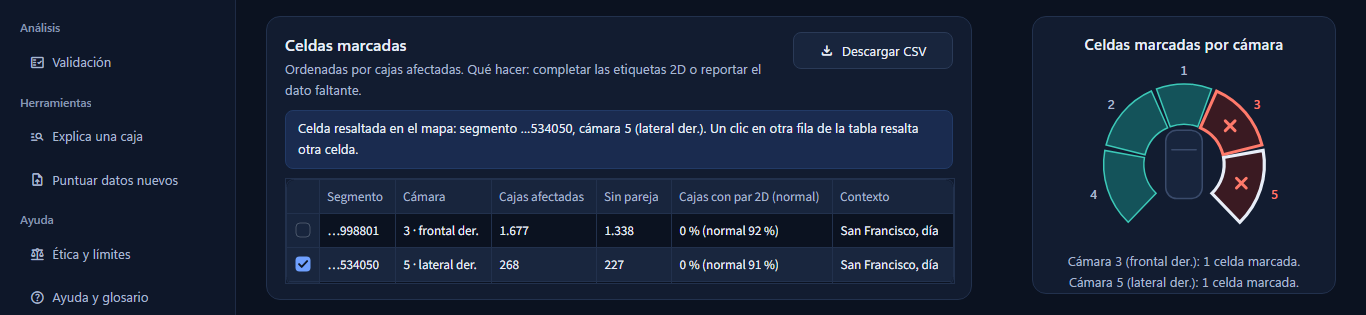 Análisis
Validación
Herramientas
Explica una caja
Puntuar datos nuevos
Ayuda
Ética y límites
Ayuda y glosario
Celdas marcadas
Ordenadas por cajas afectadas. Qué hacer: completar las etiquetas 2D o reportar el
dato faltante.
Descargar CSV
Celda resaltada en el mapa: segmento ...534050, cámara 5 (lateral der.). Un clic en otra fila de la tabla resalta
otra celda.
Segmento Cámara Cajas afectadas Sin pareja Cajas con par 2D (normal) Contexto
...998801 3 · frontal der. 1.677 1.338 0 % (normal 92 %) San Francisco, día
...534050 5 · lateral der. 268 227 0 % (normal 91 %) San Francisco, día
Celdas marcadas por cámara
1
2 3
4 5
Cámara 3 (frontal der.): 1 celda marcada.
Cámara 5 (lateral der.): 1 celda marcada.